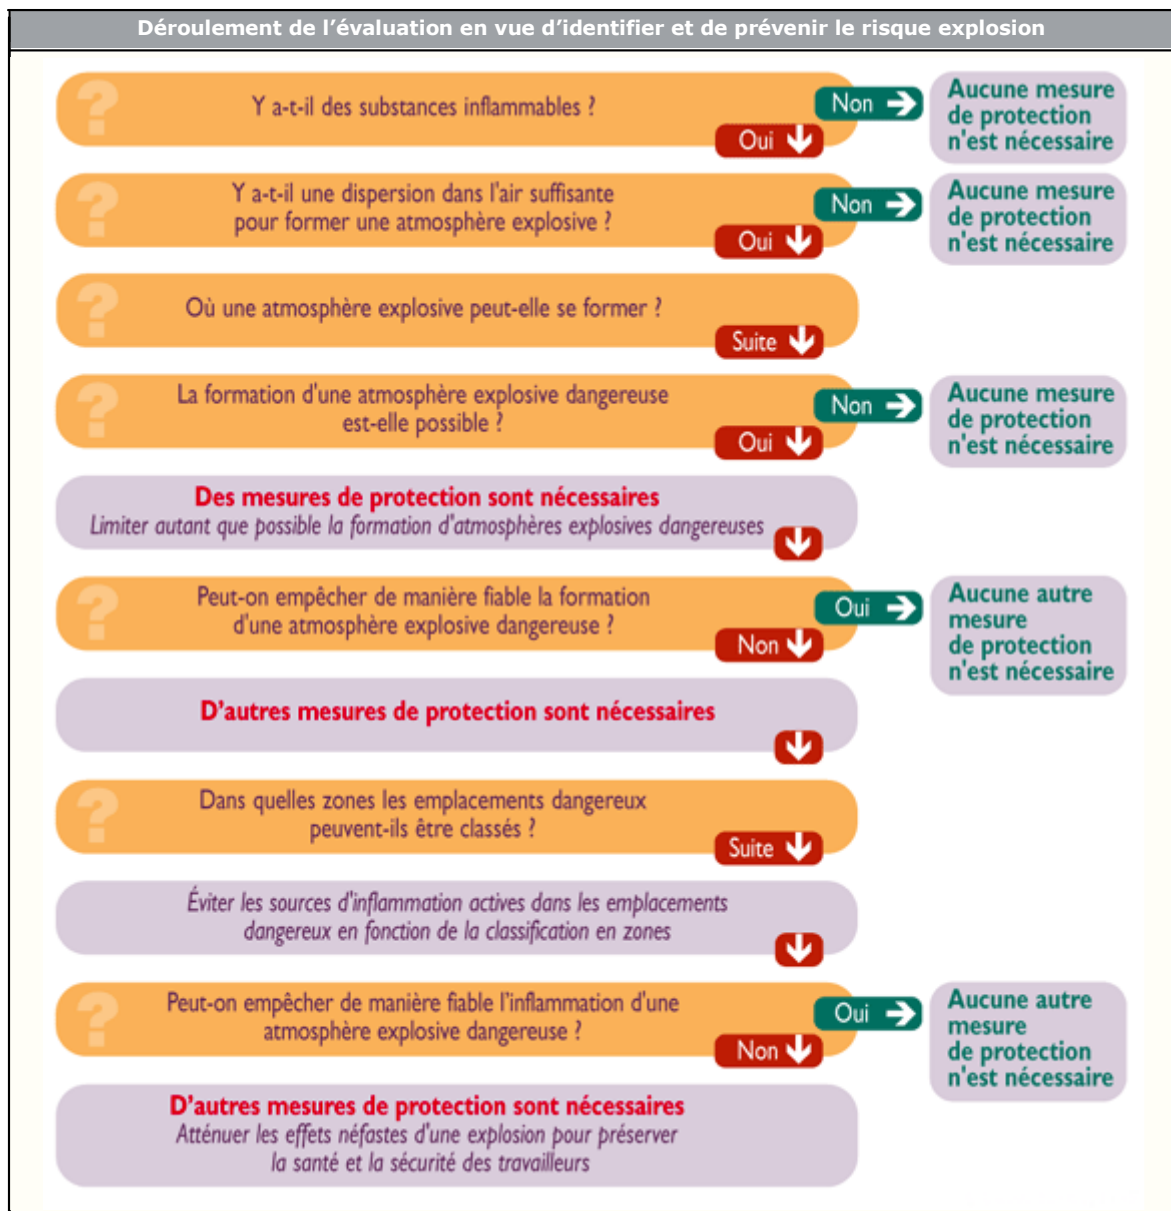 Déroulement de l’évaluation en vue d’identifier et de prévenir le risque explosion
?
Y a-t-il des substances inflammables ?
Non
Oui
Aucune mesure
de protection
n'est nécessaire
?
Y a-t-il une dispersion dans l'air suffisante
pour former une atmosphère explosive ?
Non
Oui
Aucune mesure
de protection
n'est nécessaire
?
Où une atmosphère explosive peut-elle se former ?
Suite
?
La formation d'une atmosphère explosive dangereuse
est-elle possible ?
Non
Oui
Aucune mesure
de protection
n'est nécessaire
Des mesures de protection sont nécessaires
Limiter autant que possible la formation d'atmosphères explosives dangereuses
?
Peut-on empêcher de manière fiable la formation
d'une atmosphère explosive dangereuse ?
Oui
Non
Aucune autre
mesure
de protection
n'est nécessaire
D’autres mesures de protection sont nécessaires
?
Dans quelles zones les emplacements dangereux
peuvent-ils être classés ?
Suite
Éviter les sources d'inflammation actives dans les emplacements
dangereux en fonction de la classification en zones
?
Peut-on empêcher de manière fiable l'inflammation d'une
atmosphère explosive dangereuse ?
Oui
Non
Aucune autre
mesure
de protection
n'est nécessaire
D’autres mesures de protection sont nécessaires
Atténuer les effets néfastes d'une explosion pour préserver
la santé et la sécurité des travailleurs